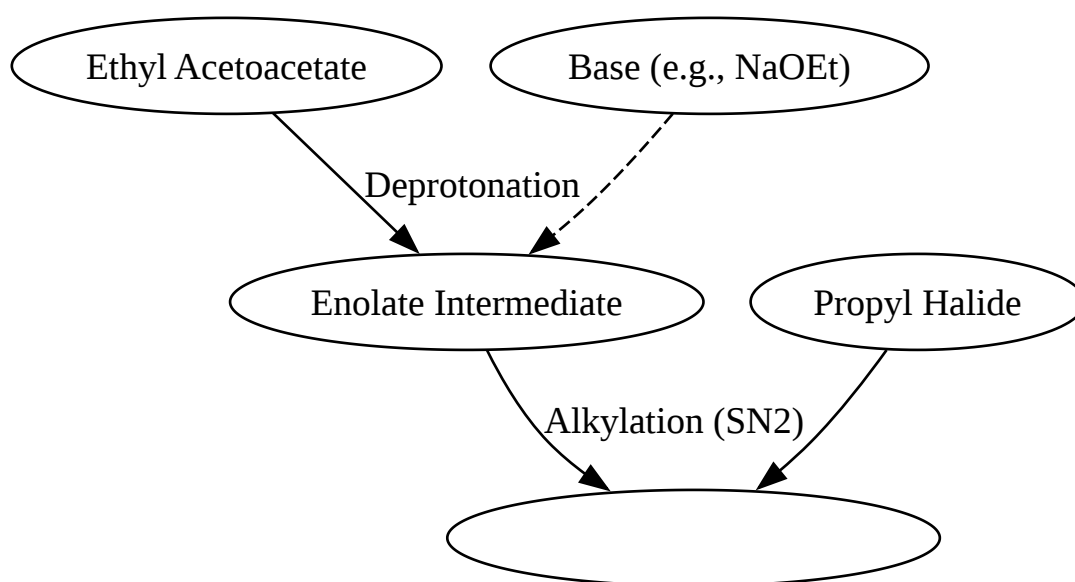 Ethyl Acetoacetate
Base (e.g., NaOEt)
Deprotonation
Enolate Intermediate
Propyl Halide
Alkylation (SN2)